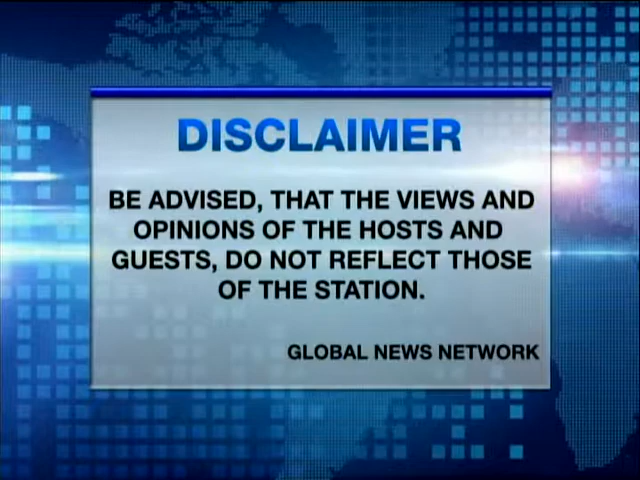 DISCLAIMER
BE ADVISED, THAT THE VIEWS AND
OPINIONS OF THE HOSTS AND
GUESTS, DO NOT REFLECT THOSE
OF THE STATION.
GLOBAL NEWS NETWORK